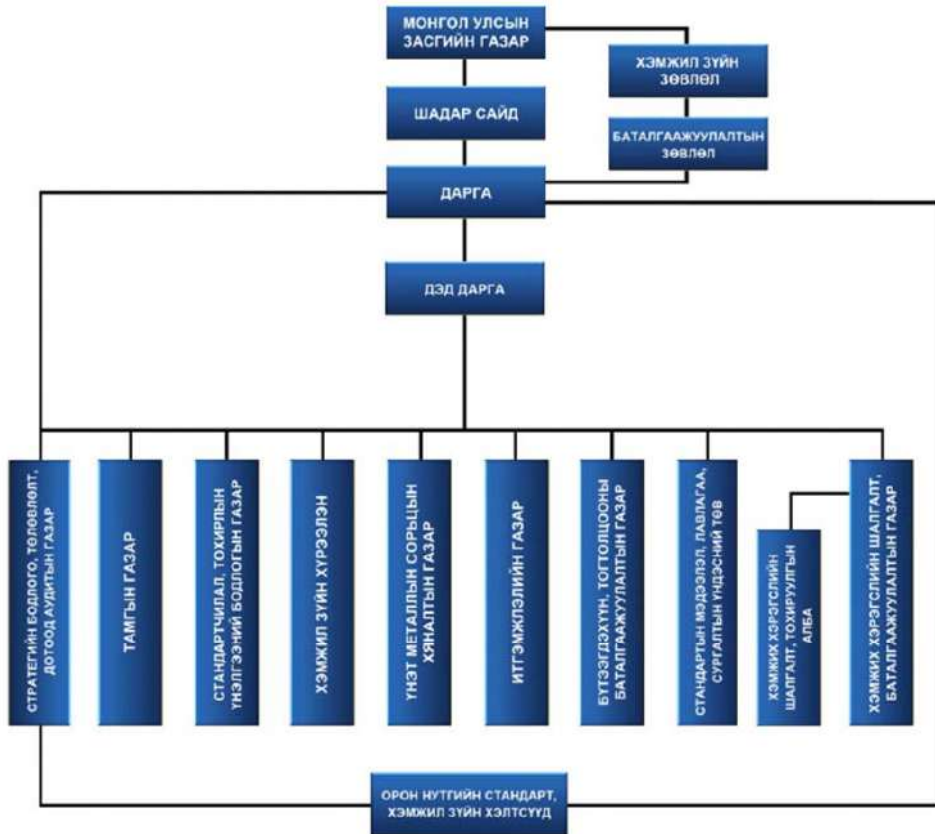 МОНГОЛ УЛСЫН
ЗАСГИЙН ГАЗАР
ХЭМЖИЛ ЗҮЙН
ЗӨВЛӨЛ
ШАДАР САЙД
БАТАЛГААЖУУЛАЛТЫН
ЗӨВЛӨЛ
ДАРГА
ДЭД ДАРГА
СТРАТЕГИЙН БОДЛОГО, ТӨЛӨВЛӨЛТ,
ДОТООД АУДИТЫН ГАЗАР
ТАМГЫН ГАЗАР
СТАНДАРТЧИЛАЛ, ТОХИРЛЫН
ҮНЭЛГЭЭНИЙ БОДЛОГЫН ГАЗАР
ХЭМЖИЛ ЗҮЙН ХҮРЭЭЛЭН
ҮНЭТ МЕТАЛЛЫН СОРЬЦЫН
ХЯНАЛТЫН ГАЗАР
ИТГЭМЖЛЭЛИЙН ГАЗАР
БҮТЭЭГДЭХҮҮН, ТОГТОЛЦООНЫ
БАТАЛГААЖУУЛАЛТЫН ГАЗАР
СТАНДАРТЫН МЭДЭЭЛЭЛ, ЛАВЛАГАА,
СУРГАЛТЫН ҮНДЭСНИЙ ТӨВ
ХЭМЖИХ ХЭРЭГСЛИЙН
ШАЛГАЛТ, ТОХИРУУЛГЫН
АЛБА
ХЭМЖИХ ХЭРЭГСЛИЙН ШАЛГАЛТ,
БАТАЛГААЖУУЛАЛТЫН ГАЗАР
ОРОН НУТГИЙН СТАНДАРТ,
ХЭМЖИЛ ЗҮЙН ХЭЛТСҮҮД